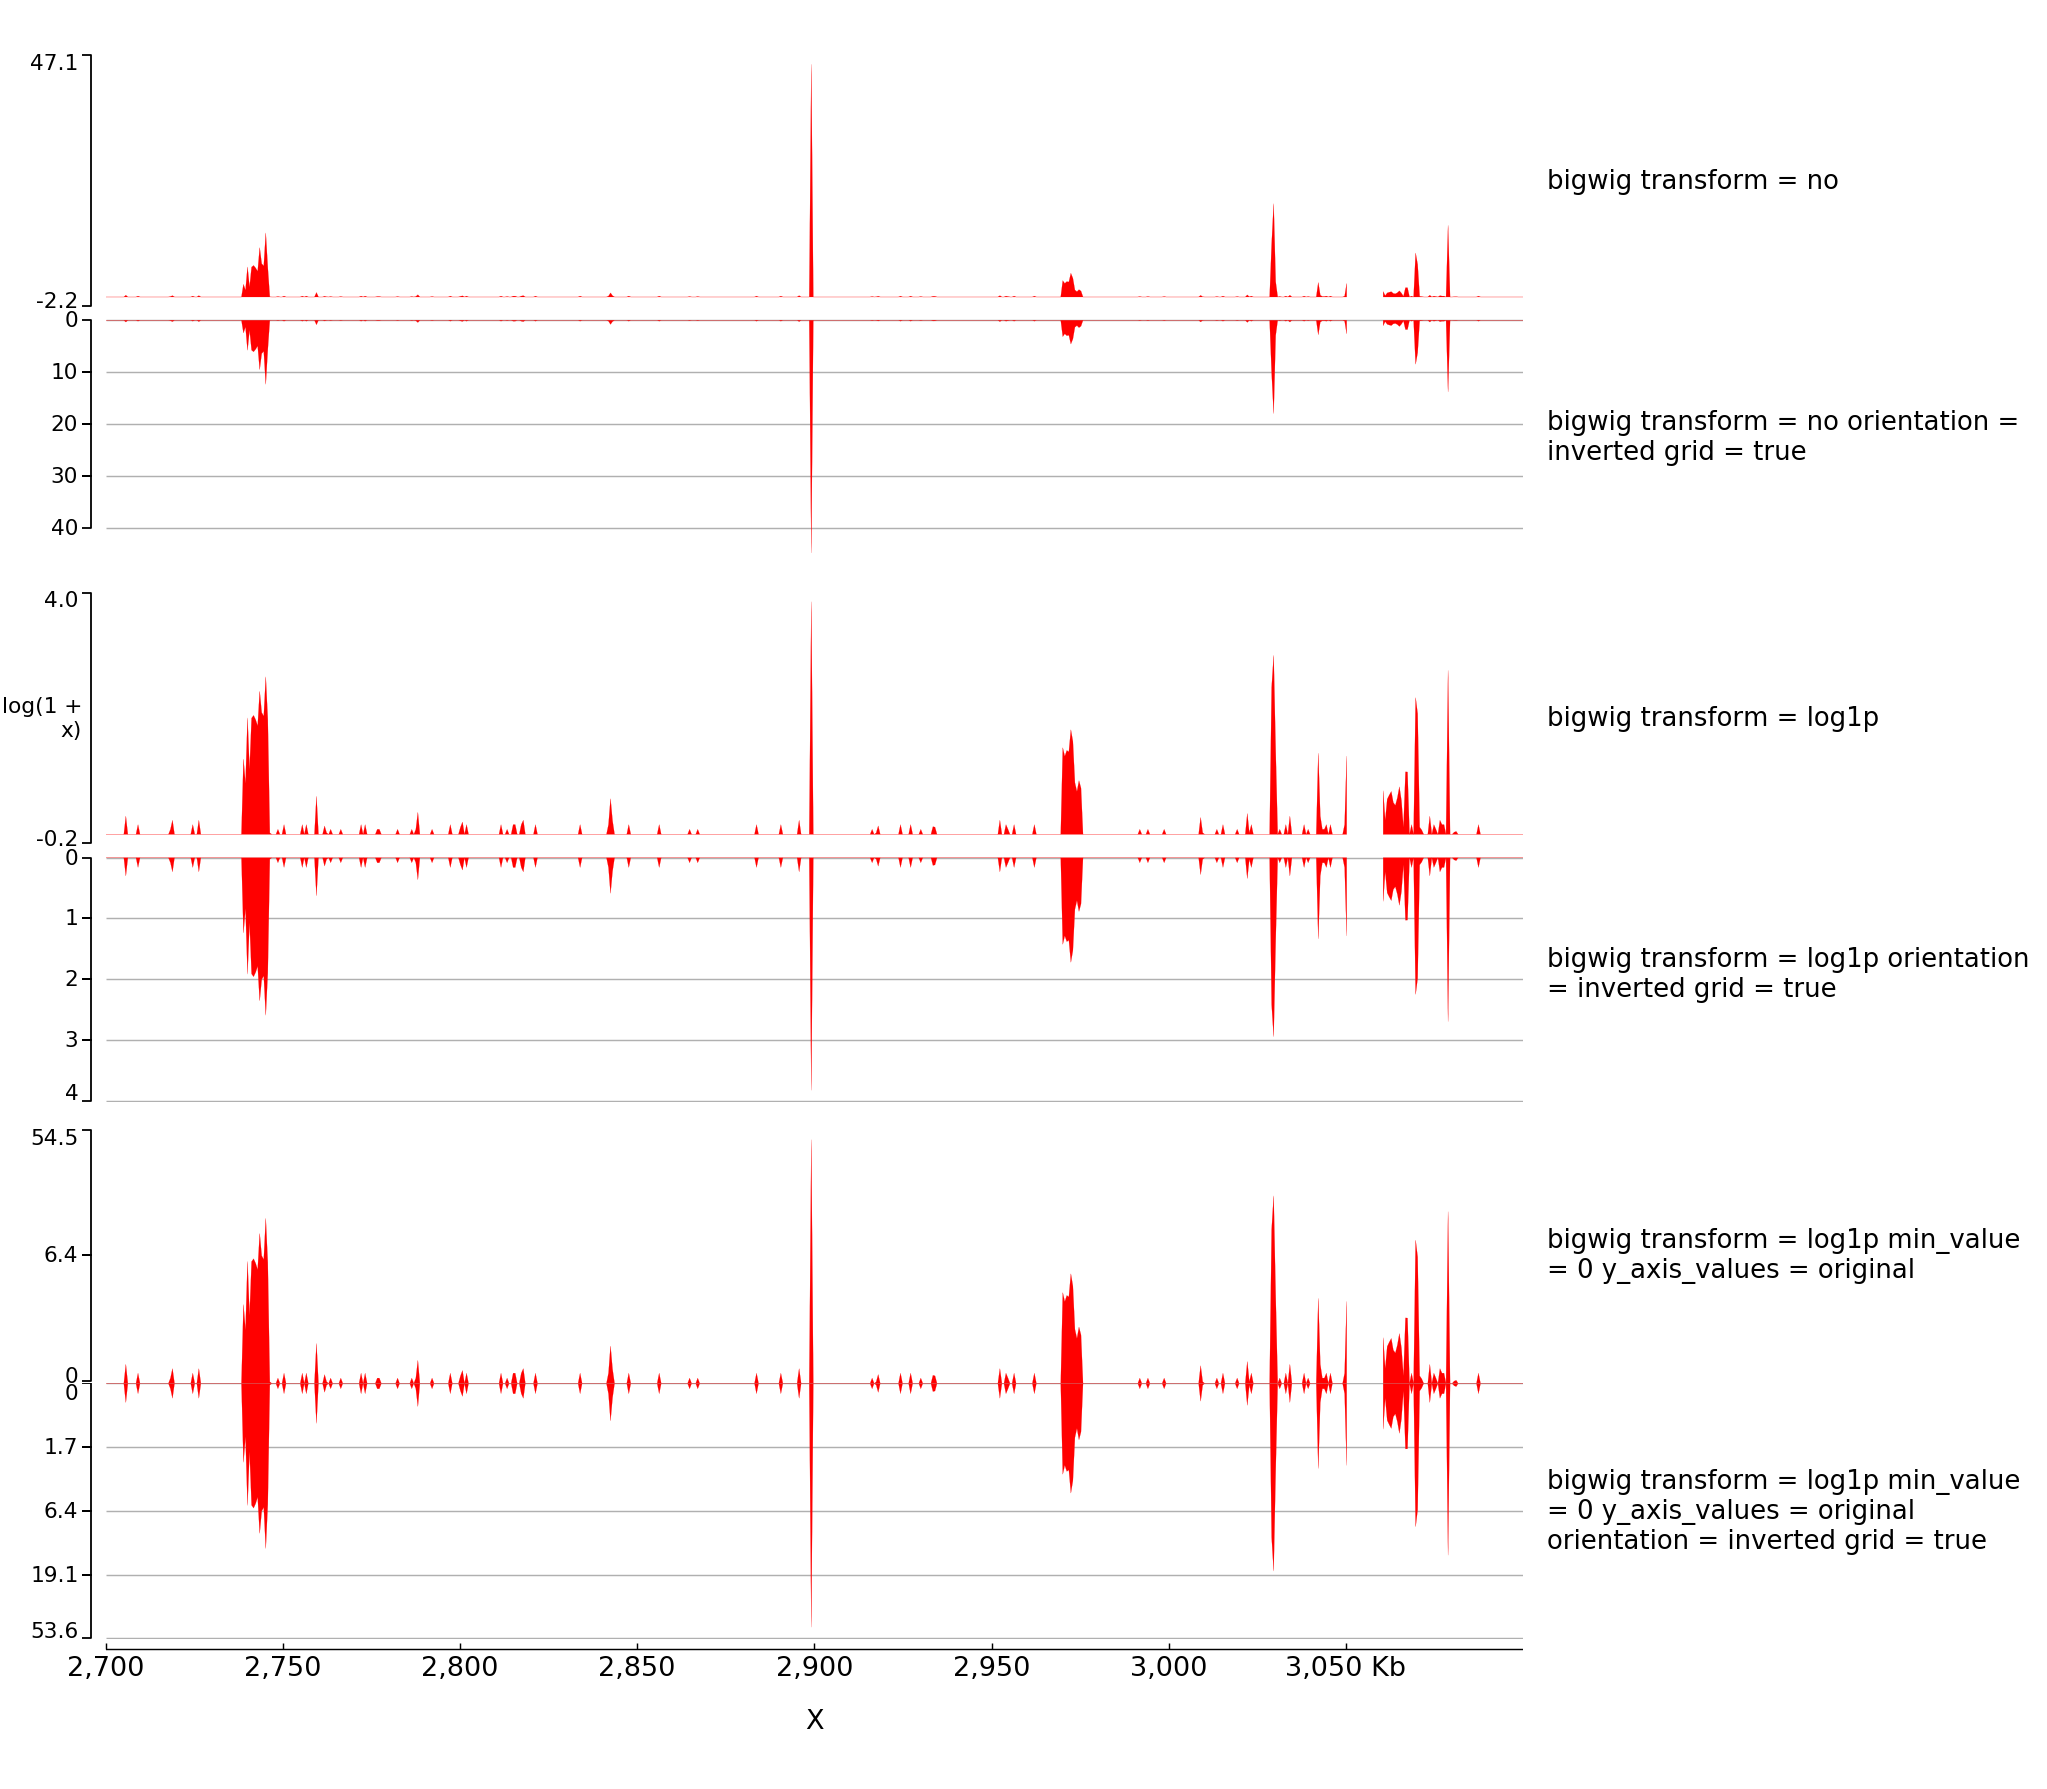 47.1
bigwig transform = no
-2.2
0
10
20
30
40
bigwig transform = no orientation =
inverted grid = true
4.0
log(1 +
x)
bigwig transform = log1p
-0.2
0
1
2
3
4
bigwig transform = log1p orientation
= inverted grid = true
54.5
6.4
0
bigwig transform = log1p min_value
= 0 y_axis_values = original
0
1.7
6.4
19.1
53.6
bigwig transform = log1p min_value
= 0 y_axis_values = original
orientation = inverted grid = true
2,700 2,750 2,800 2,850 2,900 2,950 3,000 3,050 Kb
X